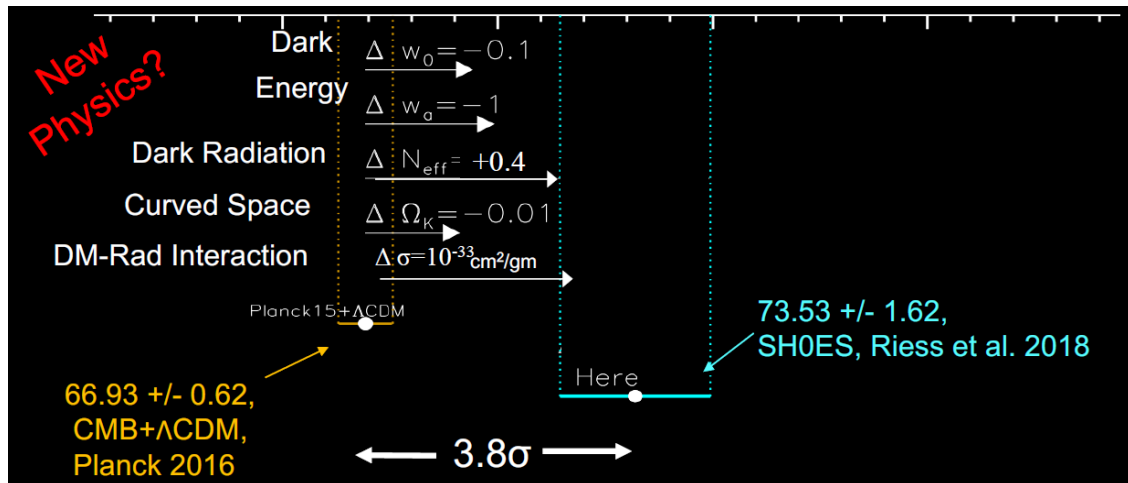 New
Physics?
Dark
Energy
Δ w₀=−0.1
Δ wₐ=−1
Dark Radiation
Δ N_eff= +0.4
Curved Space
Δ Ω_K=−0.01
DM-Rad Interaction
Δ σ=10⁻³³cm²/gm
Planck15+ΛCDM
Here
66.93 +/- 0.62,
CMB+ΛCDM,
Planck 2016
73.53 +/- 1.62,
SH0ES, Riess et al. 2018
3.8σ